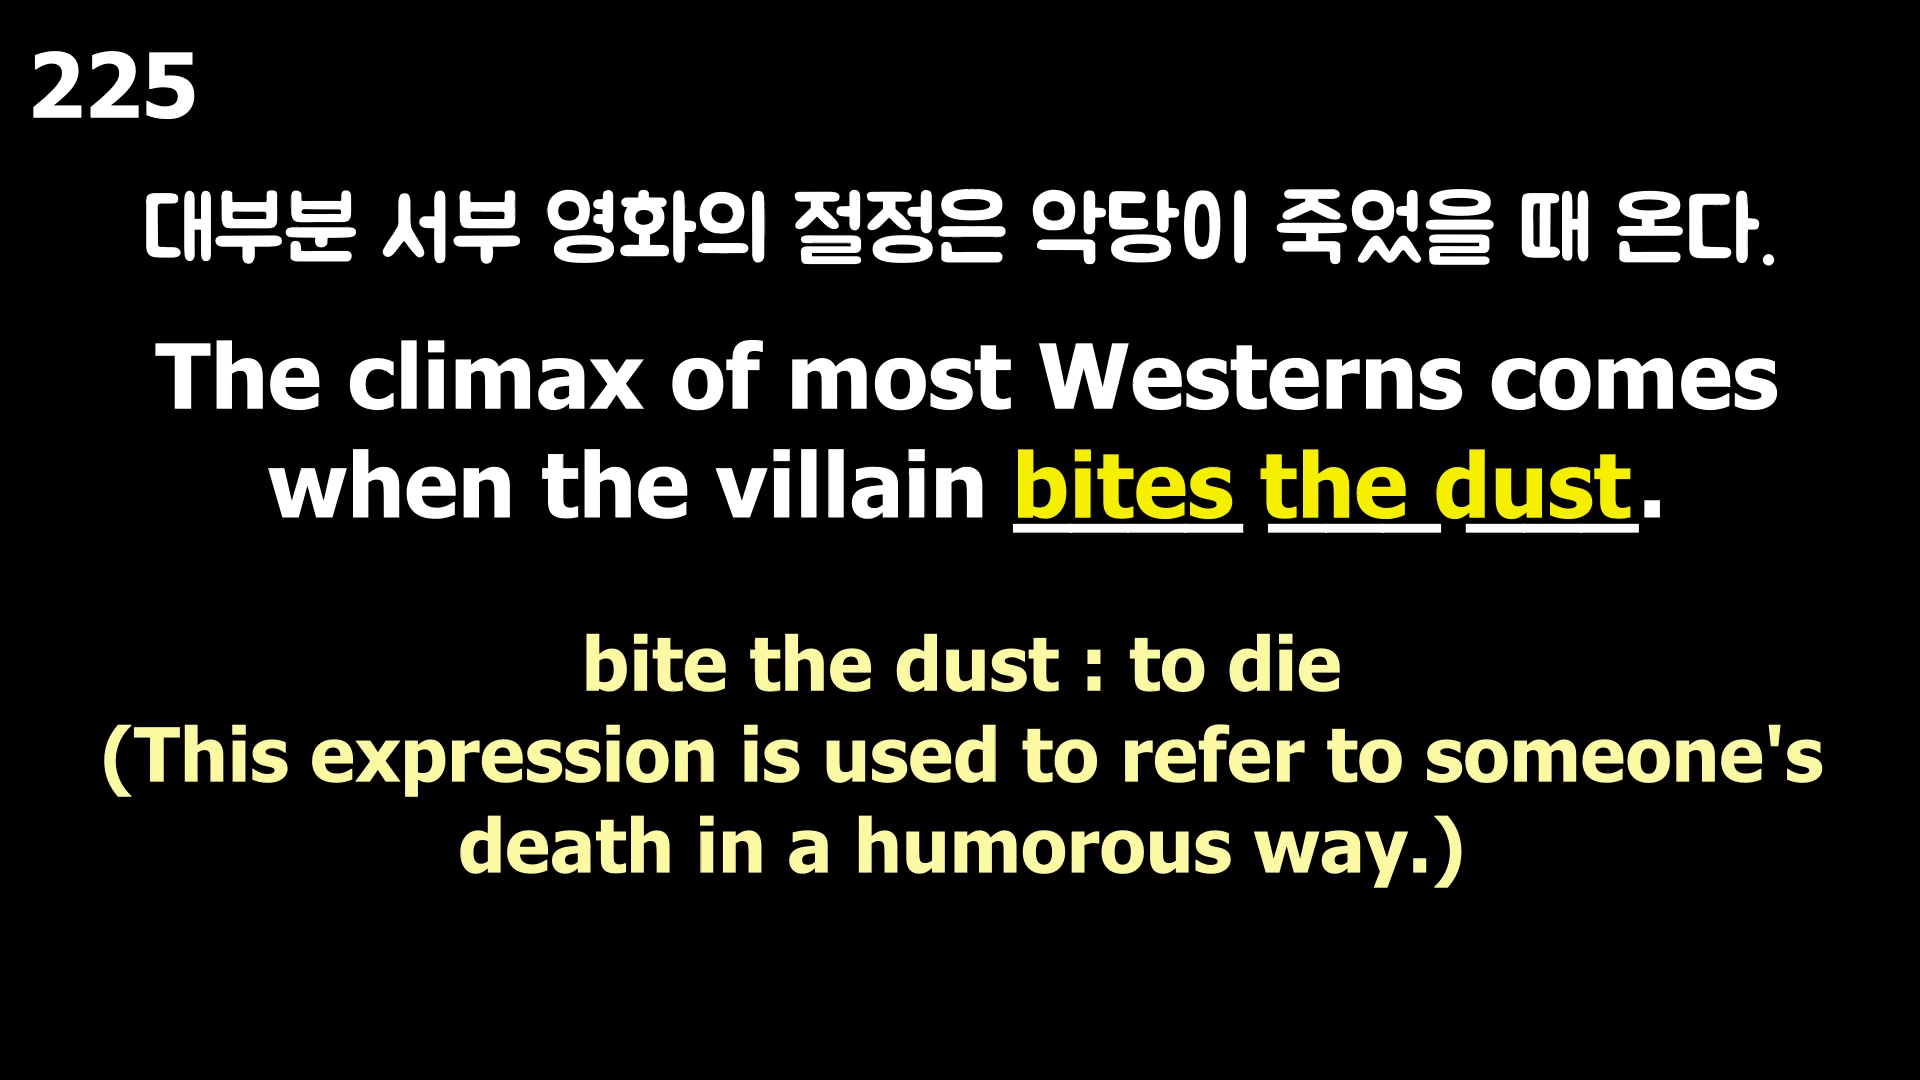 225
대부분 서부 영화의 절정은 악당이 죽었을 때 온다.
The climax of most Westerns comes
when the villain bites the dust.
bite the dust : to die
(This expression is used to refer to someone's
death in a humorous way.)